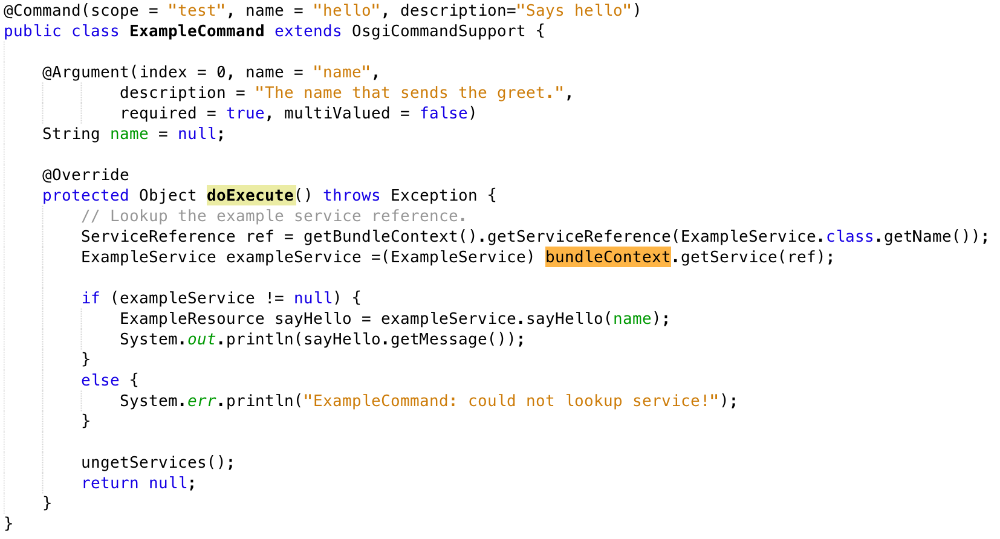 @Command(scope = "test", name = "hello", description="Says hello")
public class ExampleCommand extends OsgiCommandSupport {
@Argument(index = 0, name = "name",
description = "The name that sends the greet.",
required = true, multiValued = false)
String name = null;
@Override
protected Object doExecute() throws Exception {
// Lookup the example service reference.
ServiceReference ref = getBundleContext().getServiceReference(ExampleService.class.getName());
ExampleService exampleService =(ExampleService) bundleContext.getService(ref);
if (exampleService != null) {
ExampleResource sayHello = exampleService.sayHello(name);
System.out.println(sayHello.getMessage());
}
else {
System.err.println("ExampleCommand: could not lookup service!");
}
ungetServices();
return null;
}
}